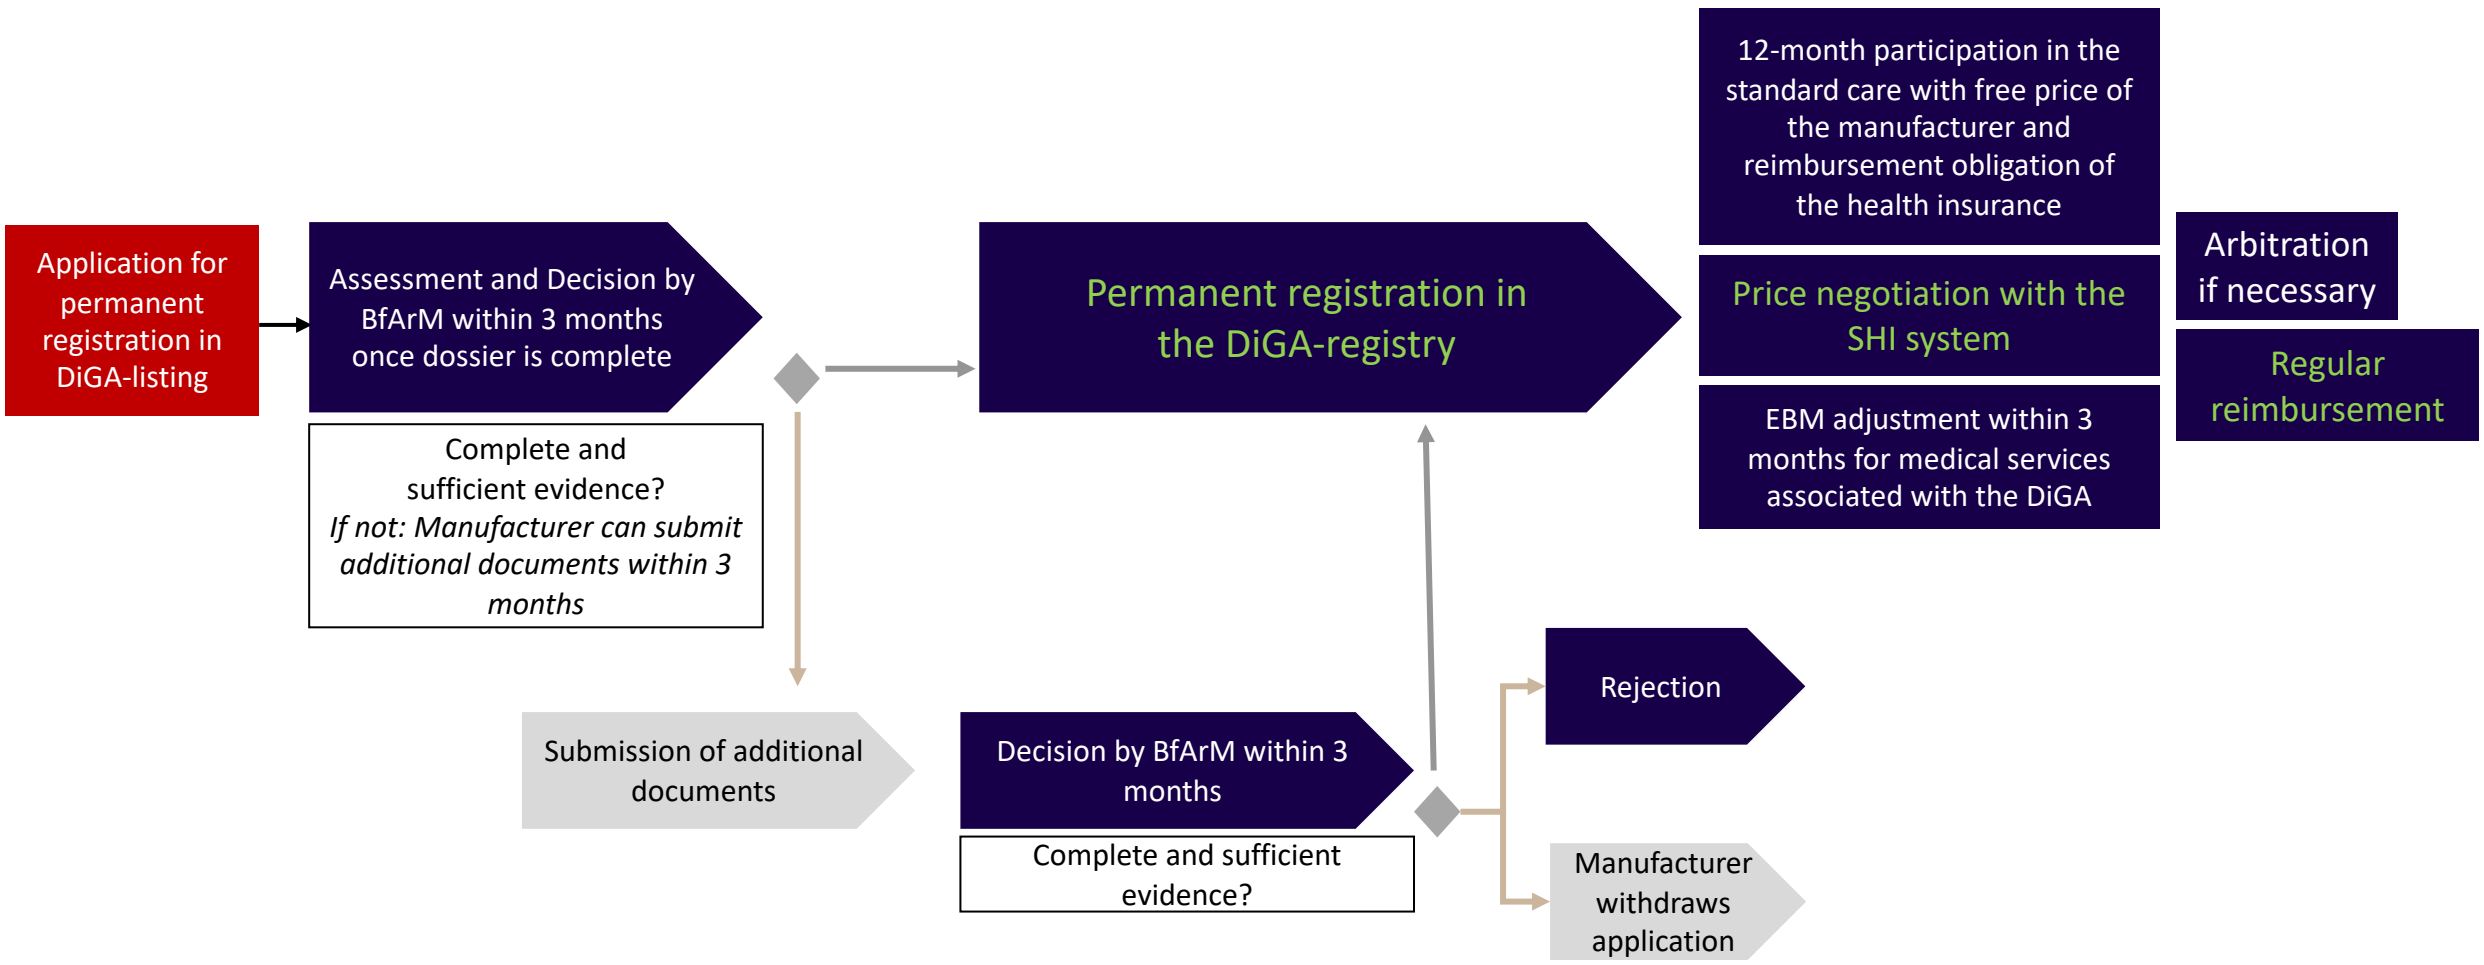 Application for
permanent
registration in
DiGA-listing
Assessment and Decision by
BfArM within 3 months
once dossier is complete
Complete and
sufficient evidence?
If not: Manufacturer can submit
additional documents within 3
months
Permanent registration in
the DiGA-registry
12-month participation in the
standard care with free price of
the manufacturer and
reimbursement obligation of
the health insurance
Price negotiation with the
SHI system
EBM adjustment within 3
months for medical services
associated with the DiGA
Arbitration
if necessary
Regular
reimbursement
Submission of additional
documents
Decision by BfArM within 3
months
Complete and sufficient
evidence?
Rejection
Manufacturer
withdraws
application